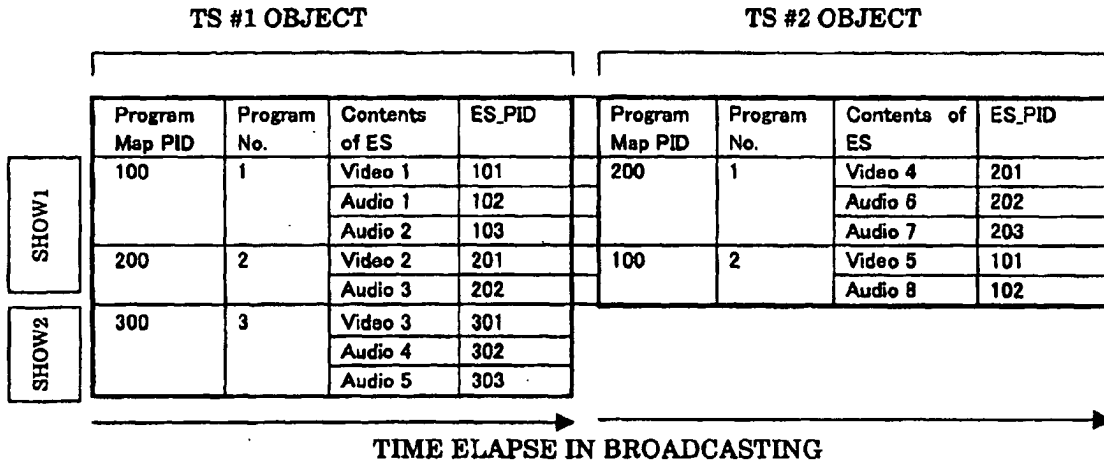 TS #1 OBJECT TS #2 OBJECT
Program Map PID Program No. Contents of ES ES_PID Program Map PID Program No. Contents of ES ES_PID
SHOW1
100 1 Video 1 101 200 1 Video 4 201
Audio 1 102 Audio 6 202
Audio 2 103 Audio 7 203
200 2 Video 2 201 100 2 Video 5 101
Audio 3 202 Audio 8 102
SHOW2
300 3 Video 3 301
Audio 4 302
Audio 5 303
TIME ELAPSE IN BROADCASTING